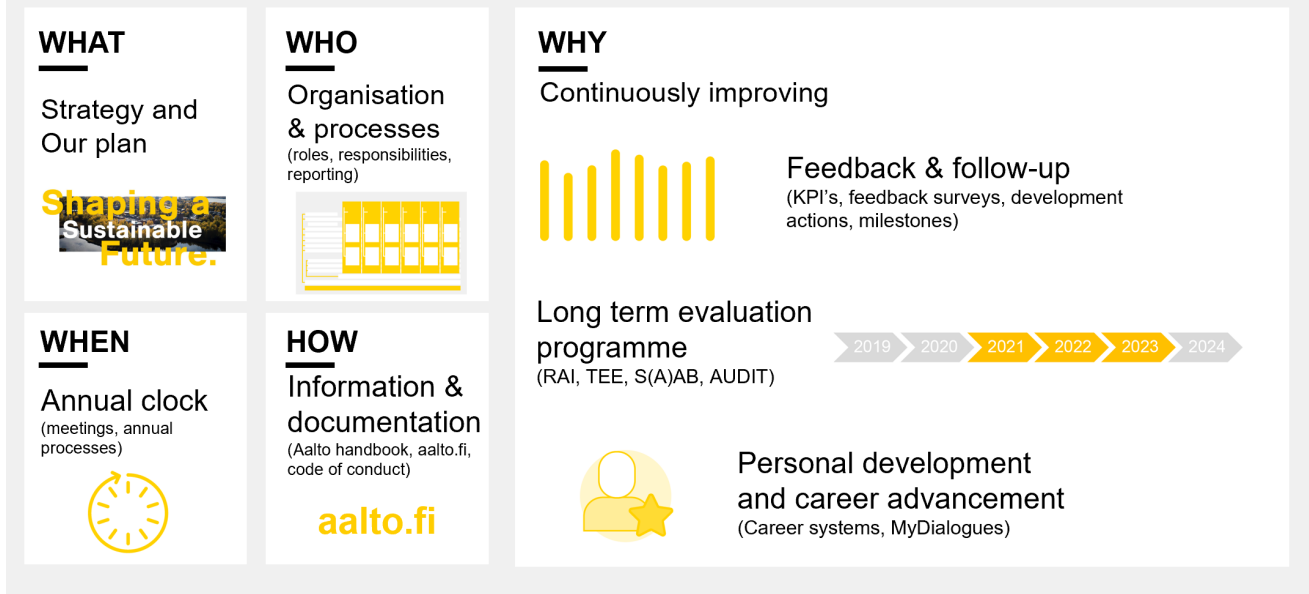 WHAT
Strategy and
Our plan
Shaping a
Sustainable
Future.
WHO
Organisation
& processes
(roles, responsibilities,
reporting)
WHEN
Annual clock
(meetings, annual
processes)
HOW
Information &
documentation
(Aalto handbook, aalto.fi,
code of conduct)
aalto.fi
WHY
Continuously improving
Feedback & follow-up
(KPI's, feedback surveys, development
actions, milestones)
Long term evaluation
programme
(RAI, TEE, S(A)AB, AUDIT)
2019 2020 2021 2022 2023 2024
Personal development
and career advancement
(Career systems, MyDialogues)